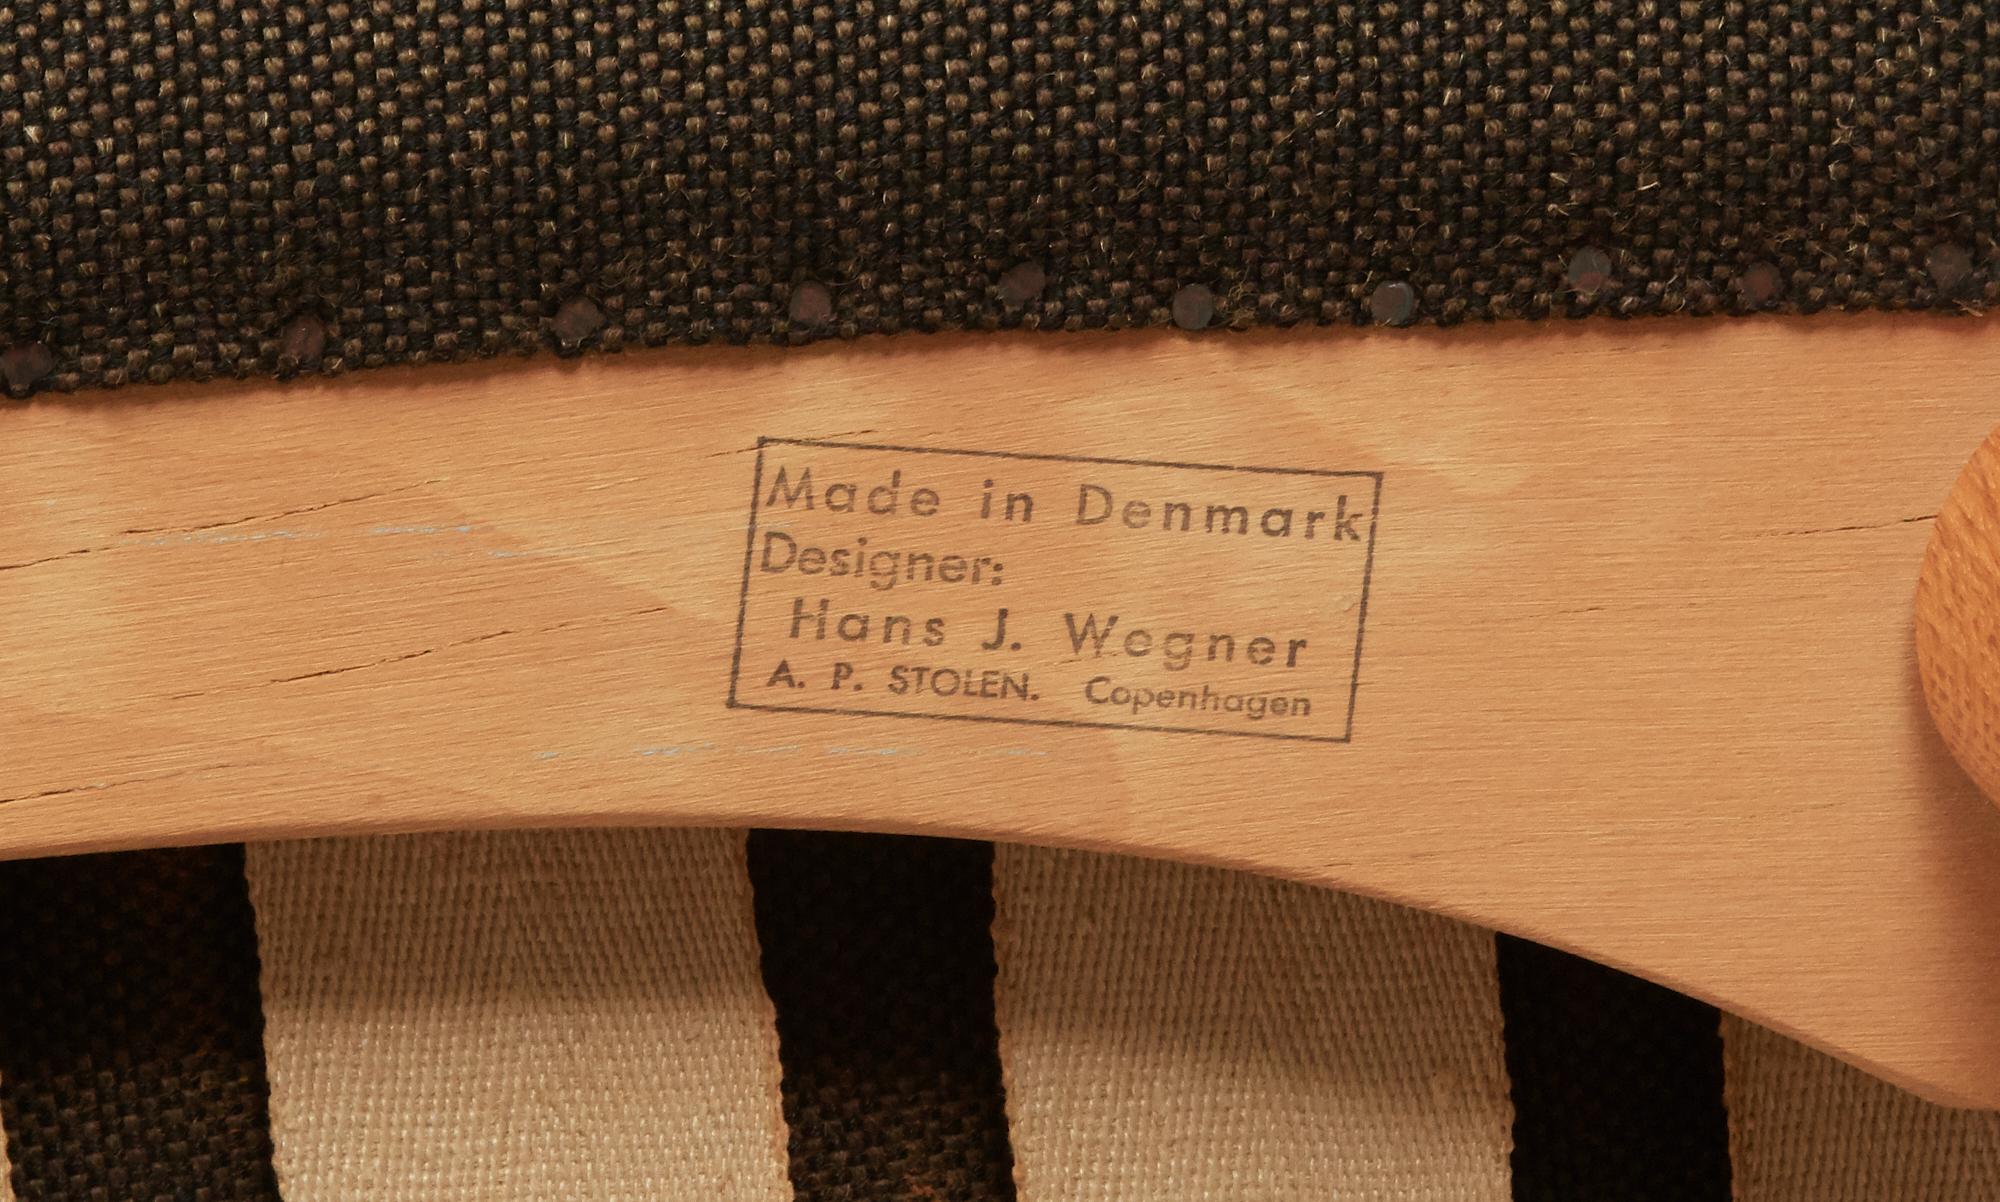 Made in Denmark
Designer:
Hans J. Wegner
A. P. STOLEN. Copenhagen